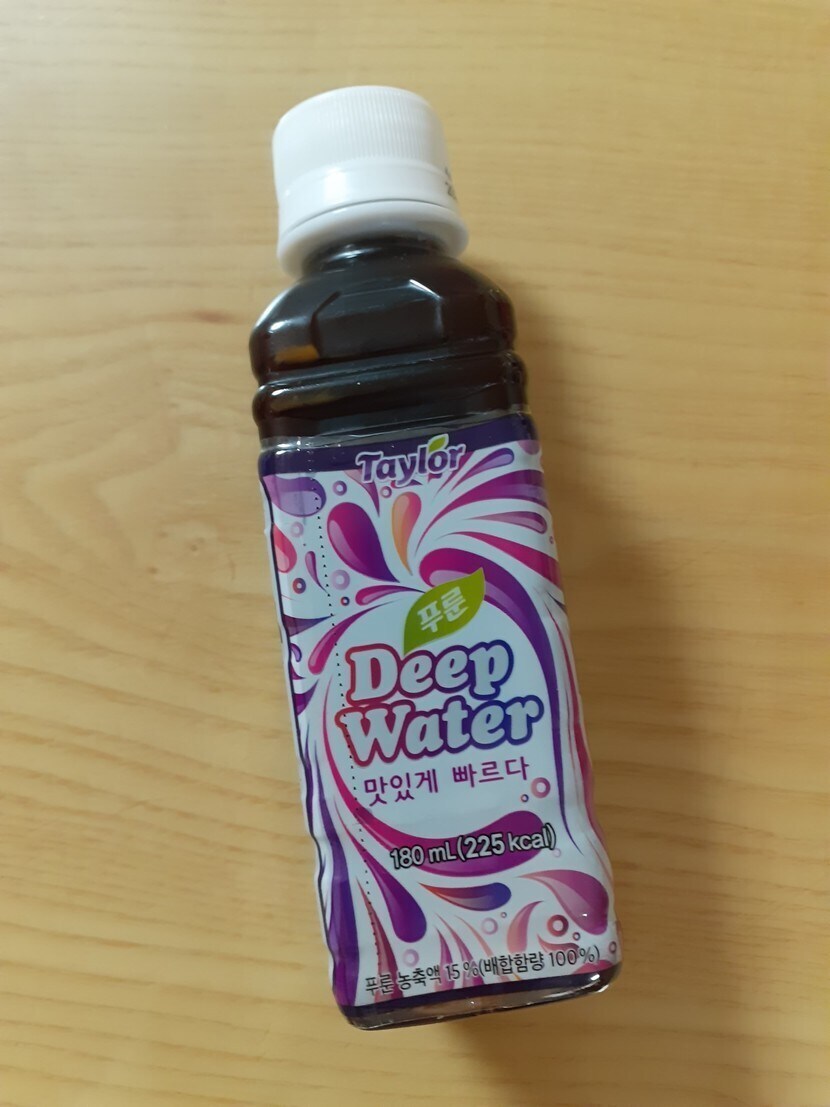 Taylor
푸룬
Deep
Water
맛있게 빠르다
180 mL(225 kcal)
푸룬 농축액 15 %(배합함량 100 %)